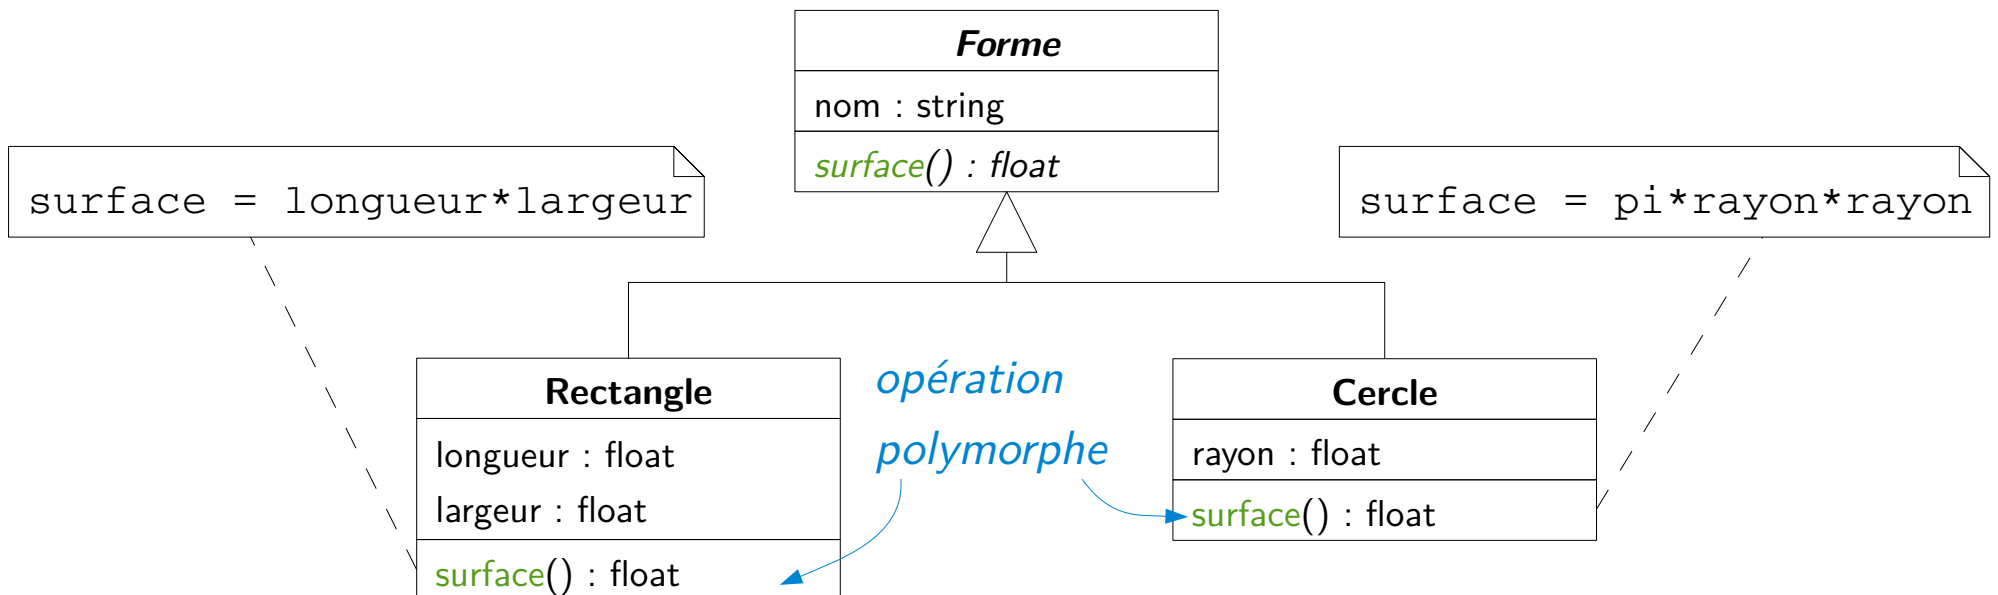 Forme
nom : string
surface() : float
surface = longueur*largeur
surface = pi*rayon*rayon
Rectangle
longueur : float
largeur : float
surface() : float
opération
polymorphe
Cercle
rayon : float
surface() : float